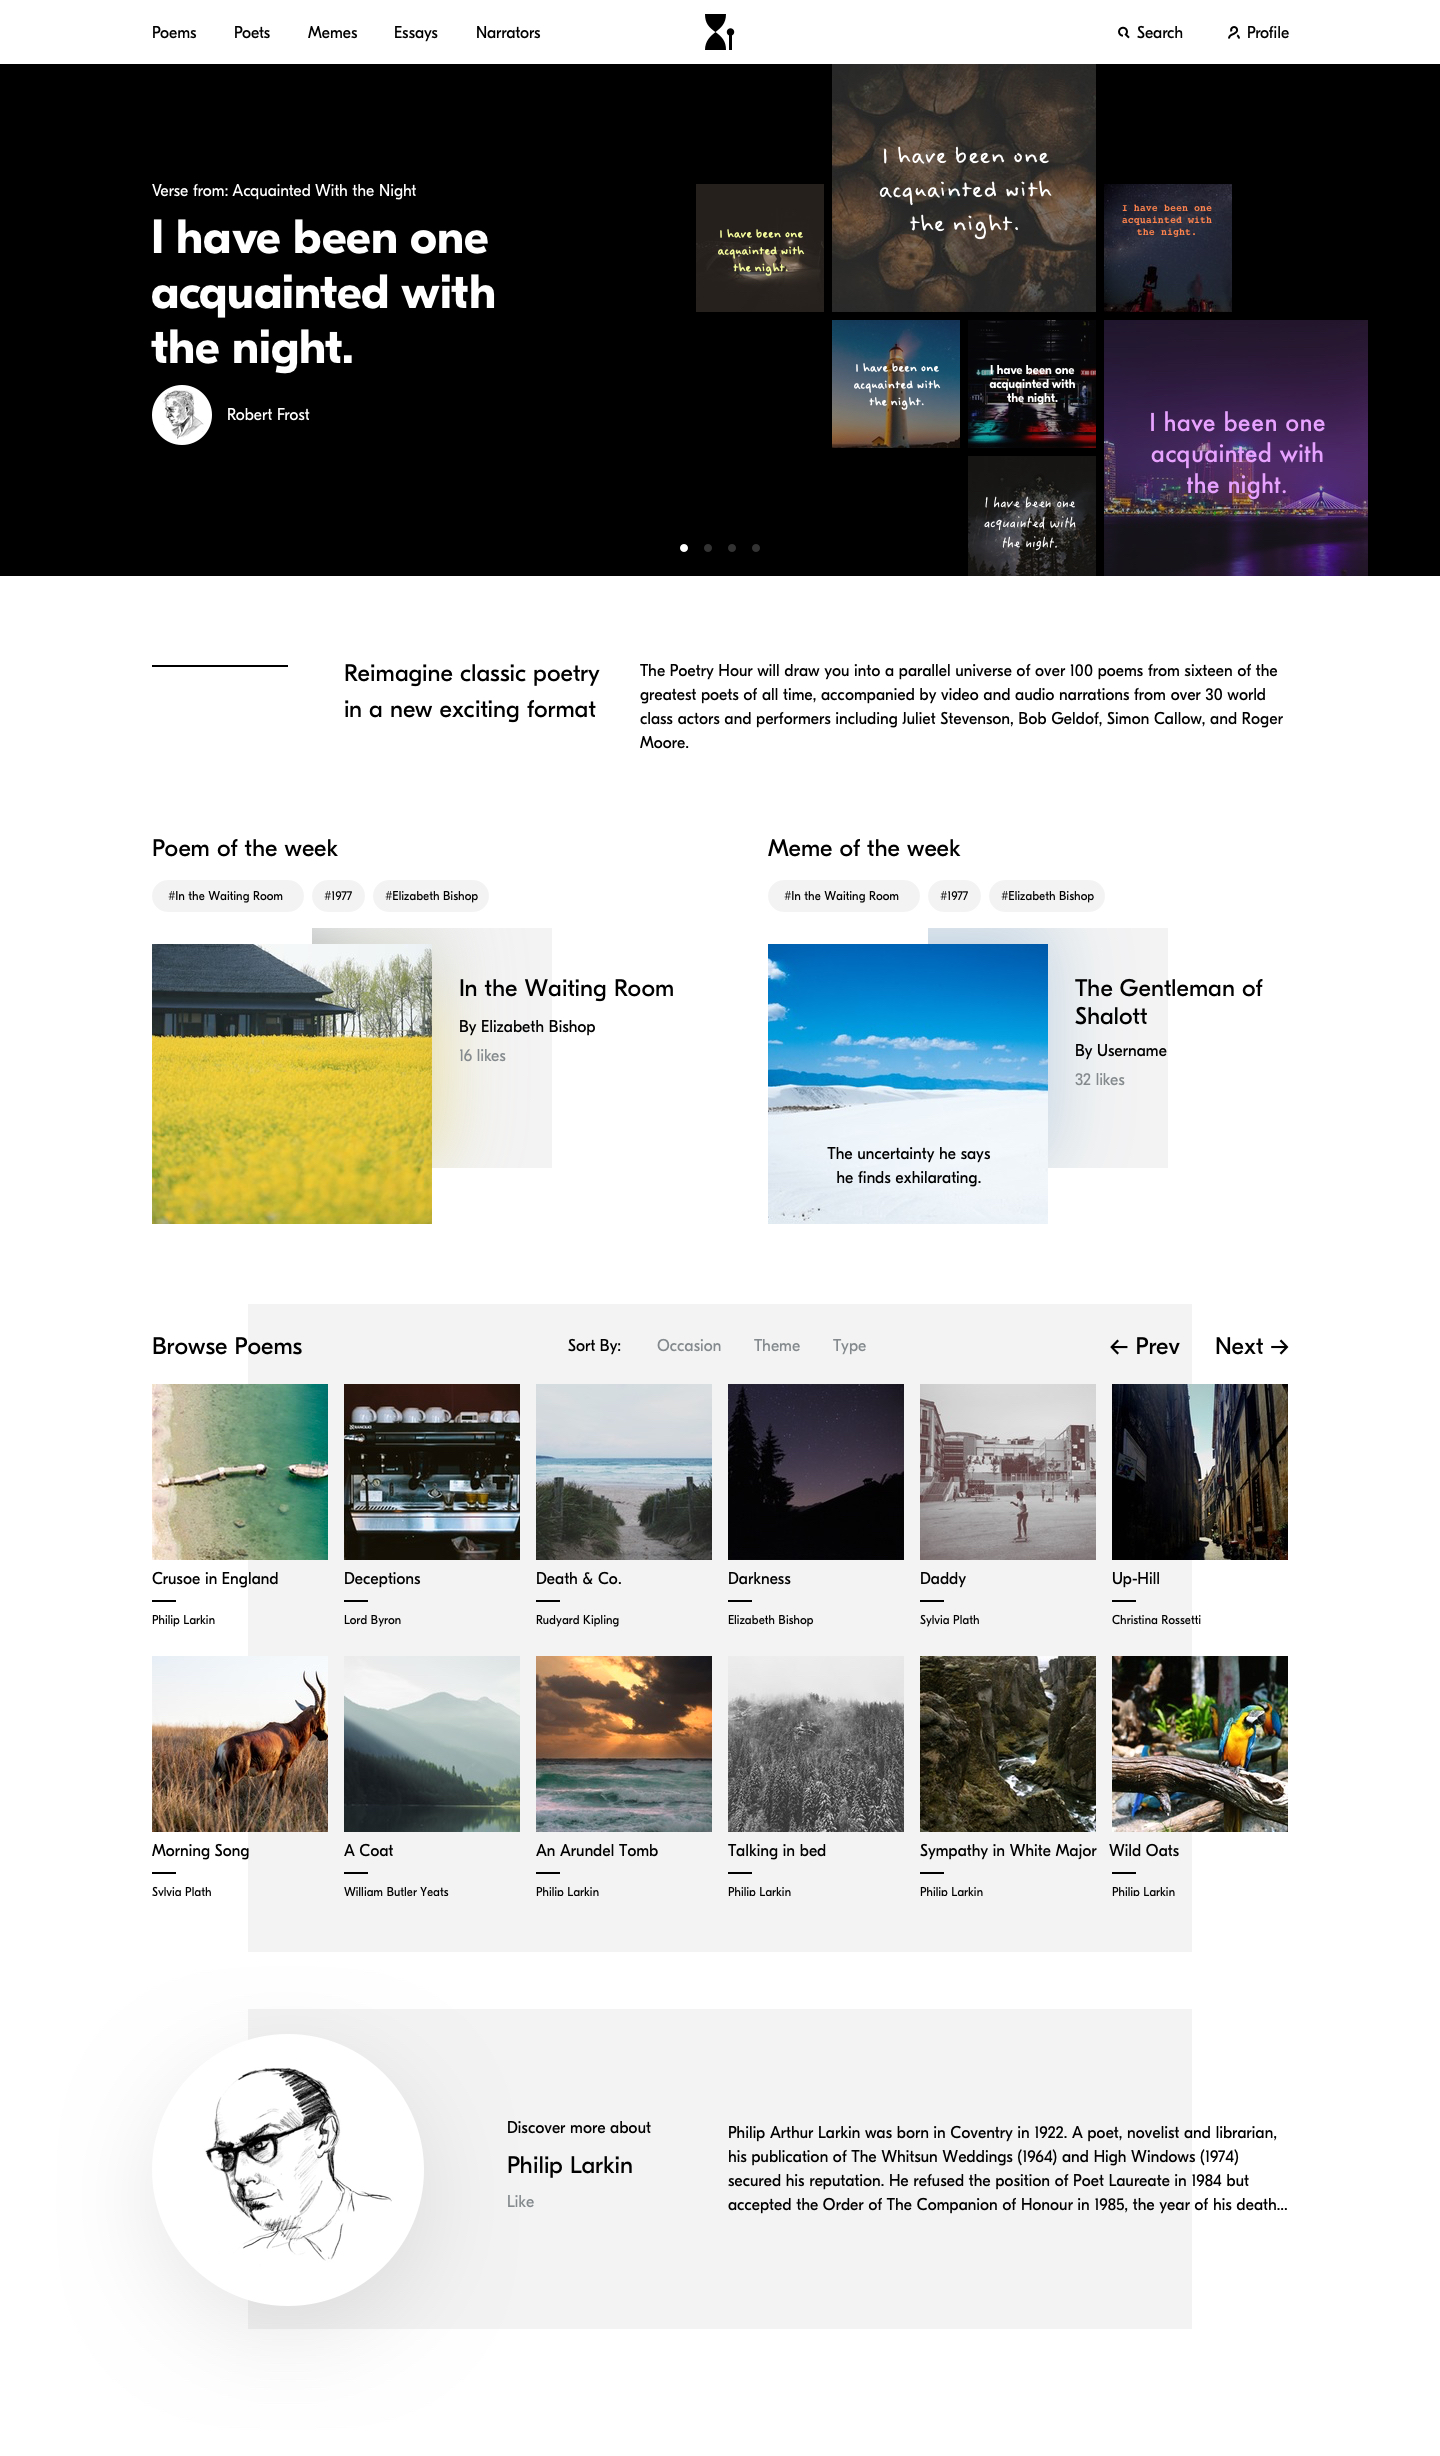 Poems Poets Memes Essays Narrators Search Profile
Verse from: Acquainted With the Night
I have been one
acquainted with
the night.
Robert Frost
I have been one
acquainted with
the night.
I have been one
acquainted with
the night.
I have been one
acquainted with
the night.
I have been one
acquainted with
the night.
I have been one
acquainted with
the night.
I have been one
acquainted with
the night.
I have been one
acquainted with
the night.
Reimagine classic poetry
in a new exciting format
The Poetry Hour will draw you into a parallel universe of over 100 poems from sixteen of the
greatest poets of all time, accompanied by video and audio narrations from over 30 world
class actors and performers including Juliet Stevenson, Bob Geldof, Simon Callow, and Roger
Moore.
Poem of the week
#In the Waiting Room #1977 #Elizabeth Bishop
In the Waiting Room
By Elizabeth Bishop
16 likes
Meme of the week
#In the Waiting Room #1977 #Elizabeth Bishop
The Gentleman of
Shalott
By Username
32 likes
The uncertainty he says
he finds exhilarating.
Browse Poems Sort By: Occasion Theme Type ← Prev Next →
Crusoe in England
Philip Larkin
Deceptions
Lord Byron
Death & Co.
Rudyard Kipling
Darkness
Elizabeth Bishop
Daddy
Sylvia Plath
Up-Hill
Christina Rossetti
Morning Song
Sylvia Plath
A Coat
William Butler Yeats
An Arundel Tomb
Philip Larkin
Talking in bed
Philip Larkin
Sympathy in White Major
Philip Larkin
Wild Oats
Philip Larkin
Discover more about
Philip Larkin
Like
Philip Arthur Larkin was born in Coventry in 1922. A poet, novelist and librarian,
his publication of The Whitsun Weddings (1964) and High Windows (1974)
secured his reputation. He refused the position of Poet Laureate in 1984 but
accepted the Order of The Companion of Honour in 1985, the year of his death...